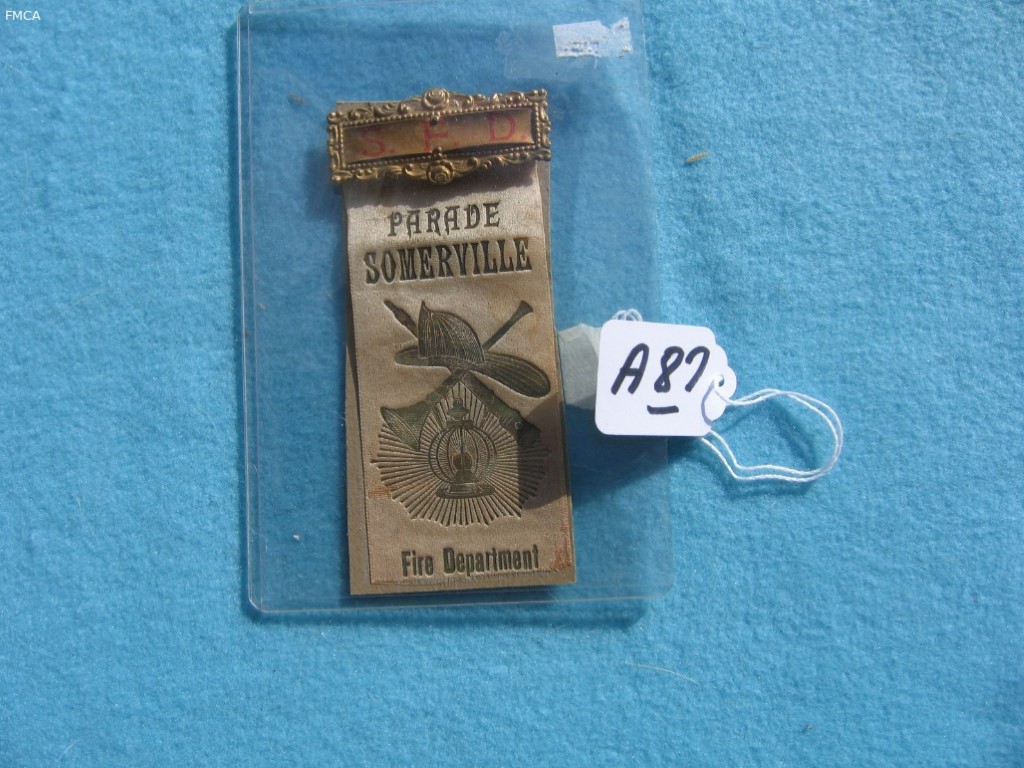 FMCA
S. F. D.
PARADE
SOMERVILLE
Fire Department
A87